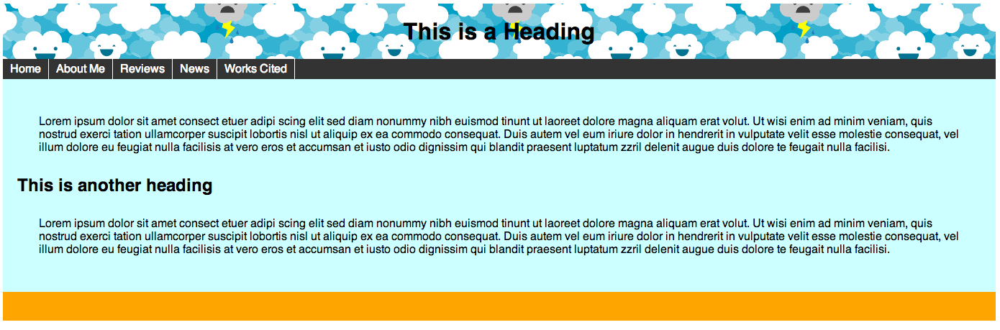 This is a Heading
Home About Me Reviews News Works Cited
Lorem ipsum dolor sit amet consect etuer adipi scing elit sed diam nonummy nibh euismod tinunt ut laoreet dolore magna aliquam erat volut. Ut wisi enim ad minim veniam, quis
nostrud exerci tation ullamcorper suscipit lobortis nisl ut aliquip ex ea commodo consequat. Duis autem vel eum iriure dolor in hendrerit in vulputate velit esse molestie consequat, vel
illum dolore eu feugiat nulla facilisis at vero eros et accumsan et iusto odio dignissim qui blandit praesent luptatum zzril delenit augue duis dolore te feugait nulla facilisi.
This is another heading
Lorem ipsum dolor sit amet consect etuer adipi scing elit sed diam nonummy nibh euismod tinunt ut laoreet dolore magna aliquam erat volut. Ut wisi enim ad minim veniam, quis
nostrud exerci tation ullamcorper suscipit lobortis nisl ut aliquip ex ea commodo consequat. Duis autem vel eum iriure dolor in hendrerit in vulputate velit esse molestie consequat, vel
illum dolore eu feugiat nulla facilisis at vero eros et accumsan et iusto odio dignissim qui blandit praesent luptatum zzril delenit augue duis dolore te feugait nulla facilisi.